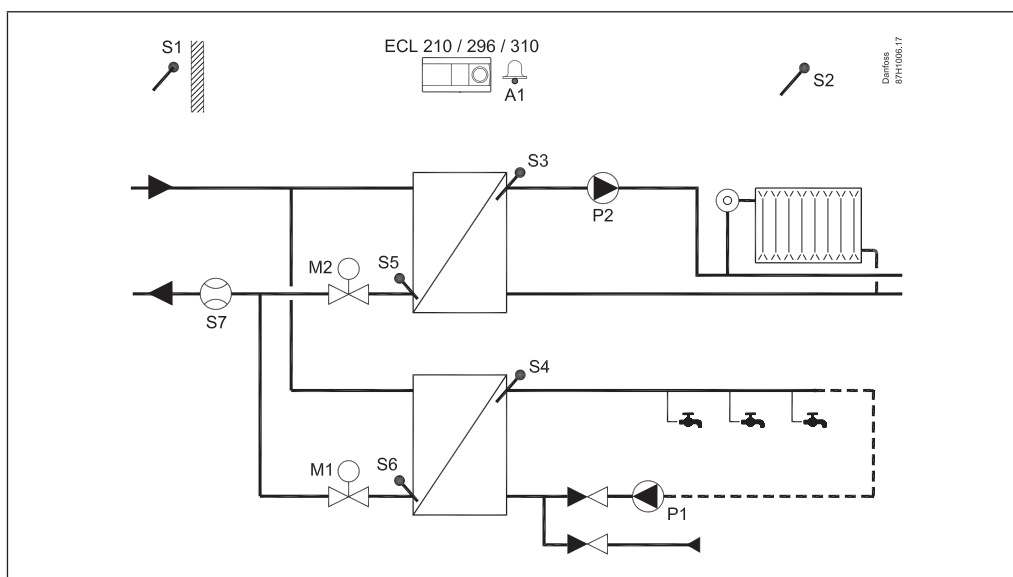 S1
ECL 210 / 296 / 310
A1
S2
Danfoss
87H1006.17
S3
P2
M2
S5
S7
S4
M1
S6
P1